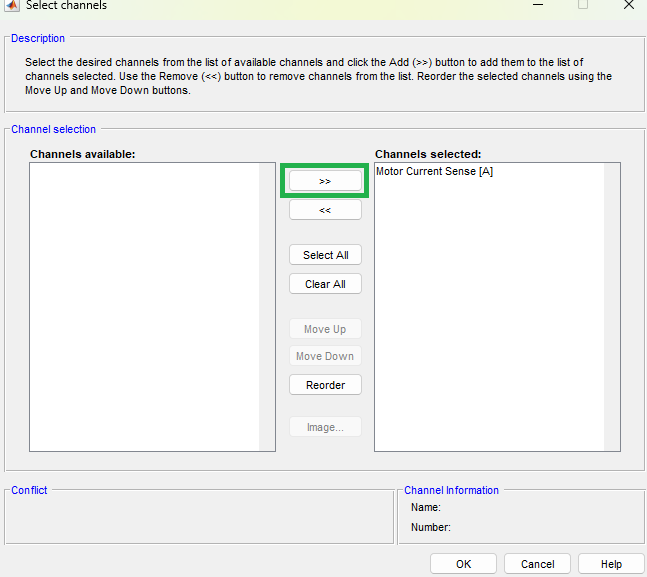 Select channels
Description
Select the desired channels from the list of available channels and click the Add (>>) button to add them to the list of
channels selected. Use the Remove (<<) button to remove channels from the list. Reorder the selected channels using the
Move Up and Move Down buttons.
Channel selection
Channels available:
Channels selected:
Motor Current Sense [A]
>>
<<
Select All
Clear All
Move Up
Move Down
Reorder
Image...
Conflict
Channel Information
Name:
Number:
OK
Cancel
Help